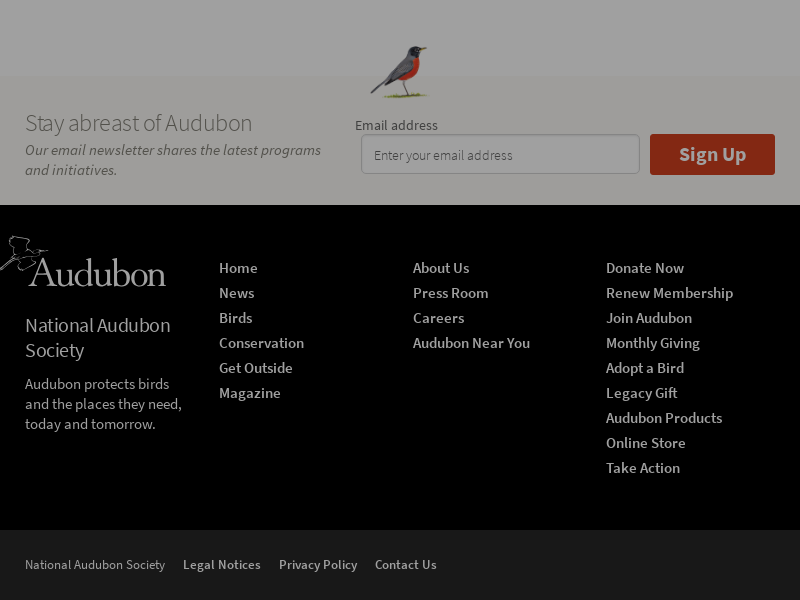 Stay abreast of Audubon
Our email newsletter shares the latest programs
and initiatives.
Email address
Enter your email address
Sign Up
Audubon
National Audubon
Society
Audubon protects birds
and the places they need,
today and tomorrow.
Home
News
Birds
Conservation
Get Outside
Magazine
About Us
Press Room
Careers
Audubon Near You
Donate Now
Renew Membership
Join Audubon
Monthly Giving
Adopt a Bird
Legacy Gift
Audubon Products
Online Store
Take Action
National Audubon Society Legal Notices Privacy Policy Contact Us